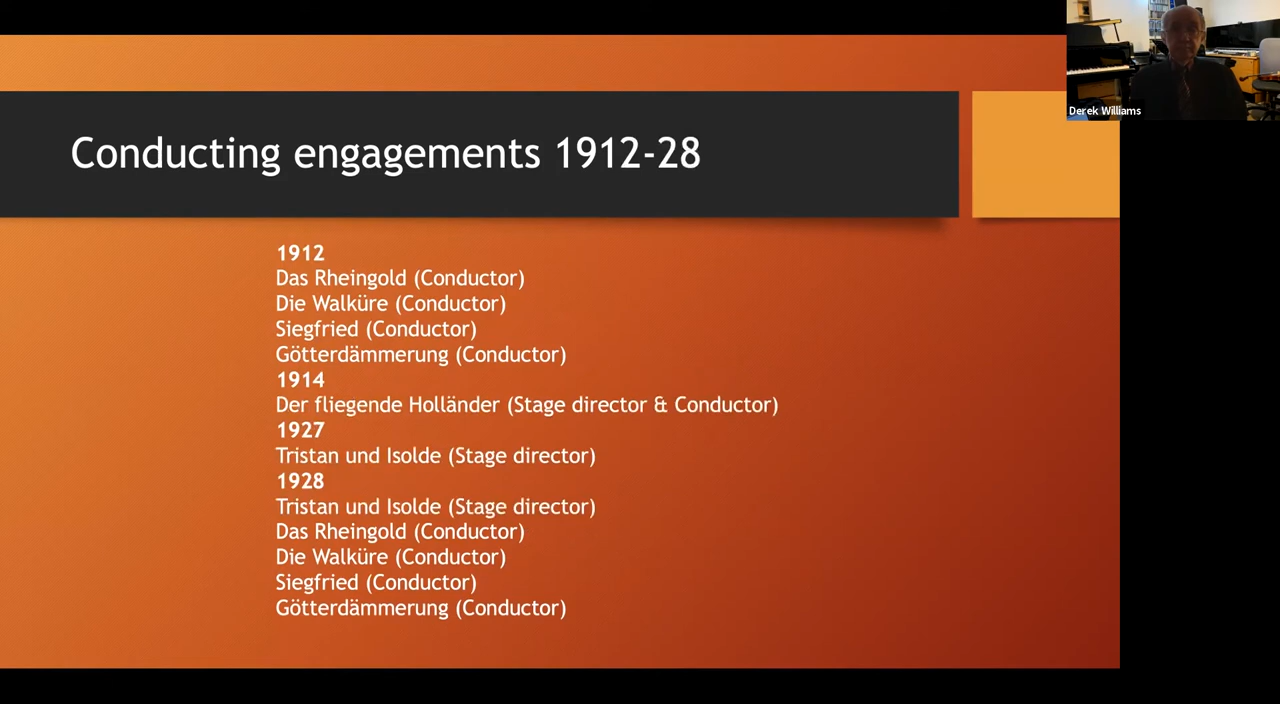 Conducting engagements 1912-28
Derek Williams
1912
Das Rheingold (Conductor)
Die Walküre (Conductor)
Siegfried (Conductor)
Götterdämmerung (Conductor)
1914
Der fliegende Holländer (Stage director & Conductor)
1927
Tristan und Isolde (Stage director)
1928
Tristan und Isolde (Stage director)
Das Rheingold (Conductor)
Die Walküre (Conductor)
Siegfried (Conductor)
Götterdämmerung (Conductor)